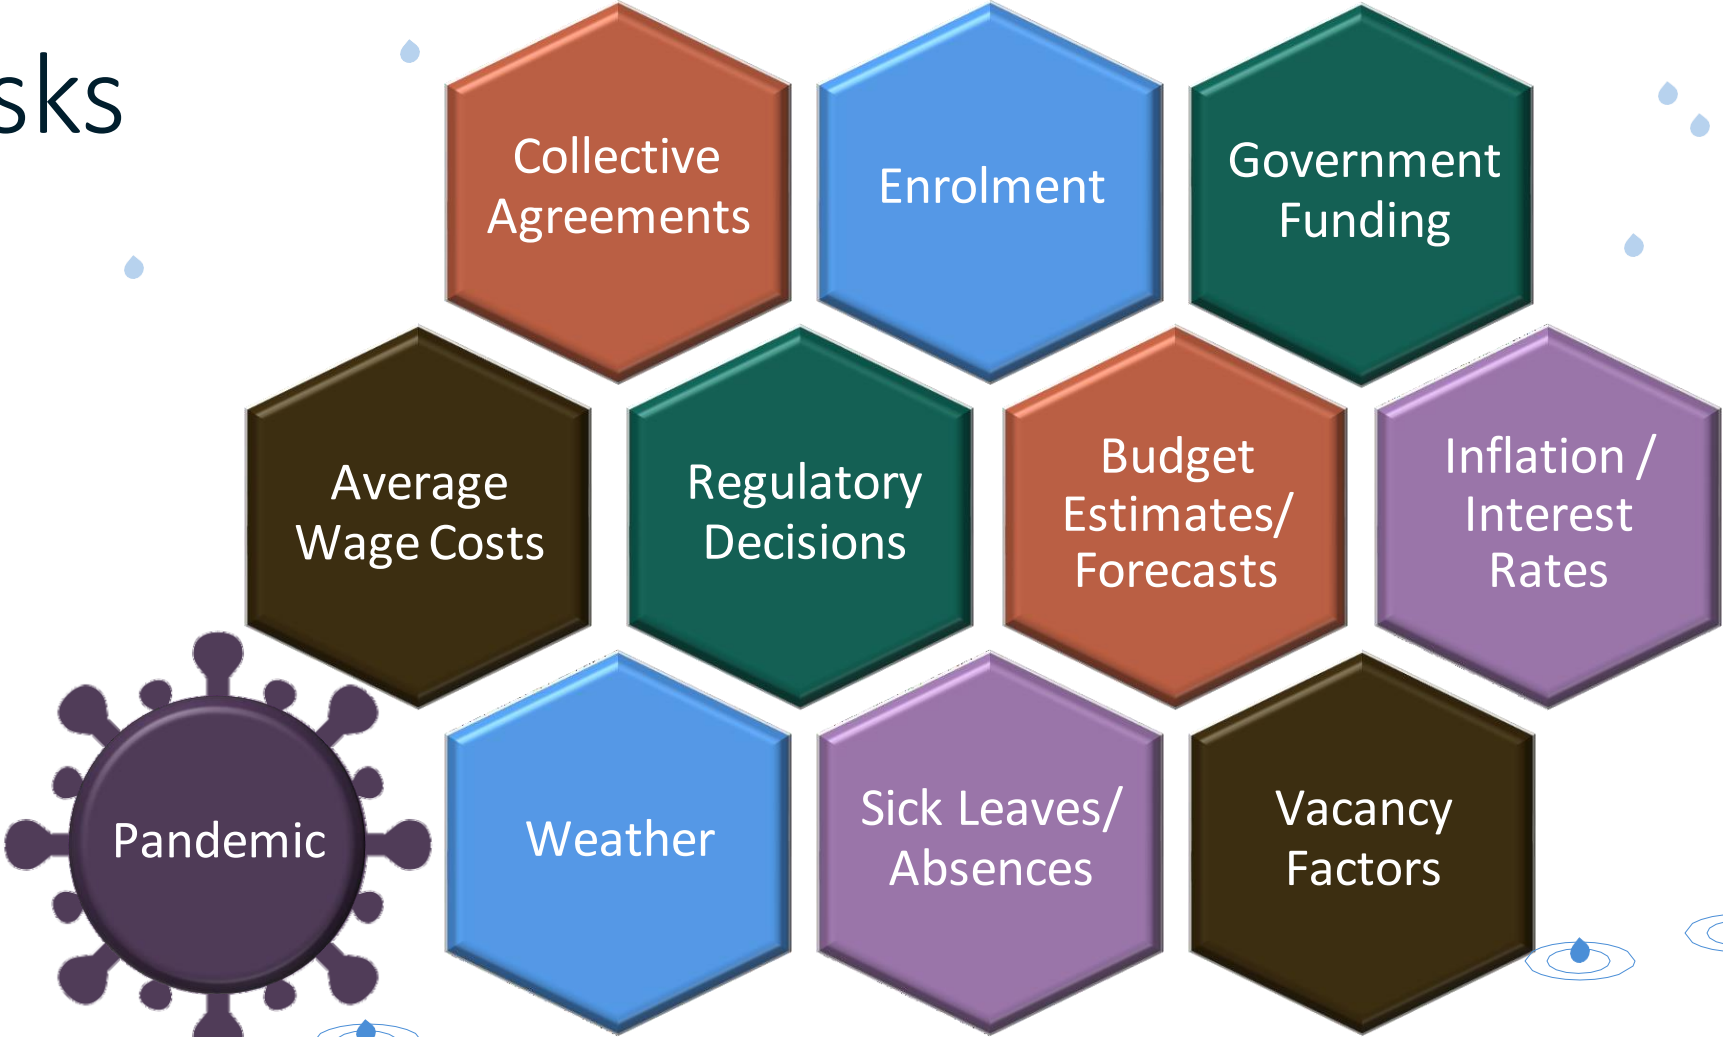 sks
Collective
Agreements
Enrolment
Government
Funding
Average
Wage Costs
Regulatory
Decisions
Budget
Estimates/
Forecasts
Inflation /
Interest
Rates
Pandemic
Weather
Sick Leaves/
Absences
Vacancy
Factors